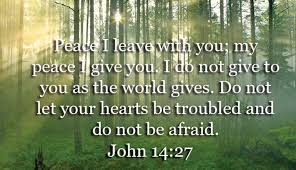 Peace I leave with you; my
peace I give you. I do not give to
you as the world gives. Do not
let your hearts be troubled and
do not be afraid.
John 14:27